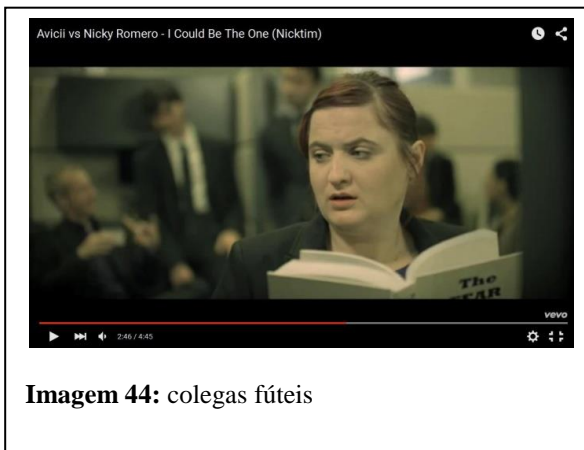 Avicii vs Nicky Romero - I Could Be The One (Nicktim)
The
vevo
2:46 / 4:45
Imagem 44: colegas fúteis